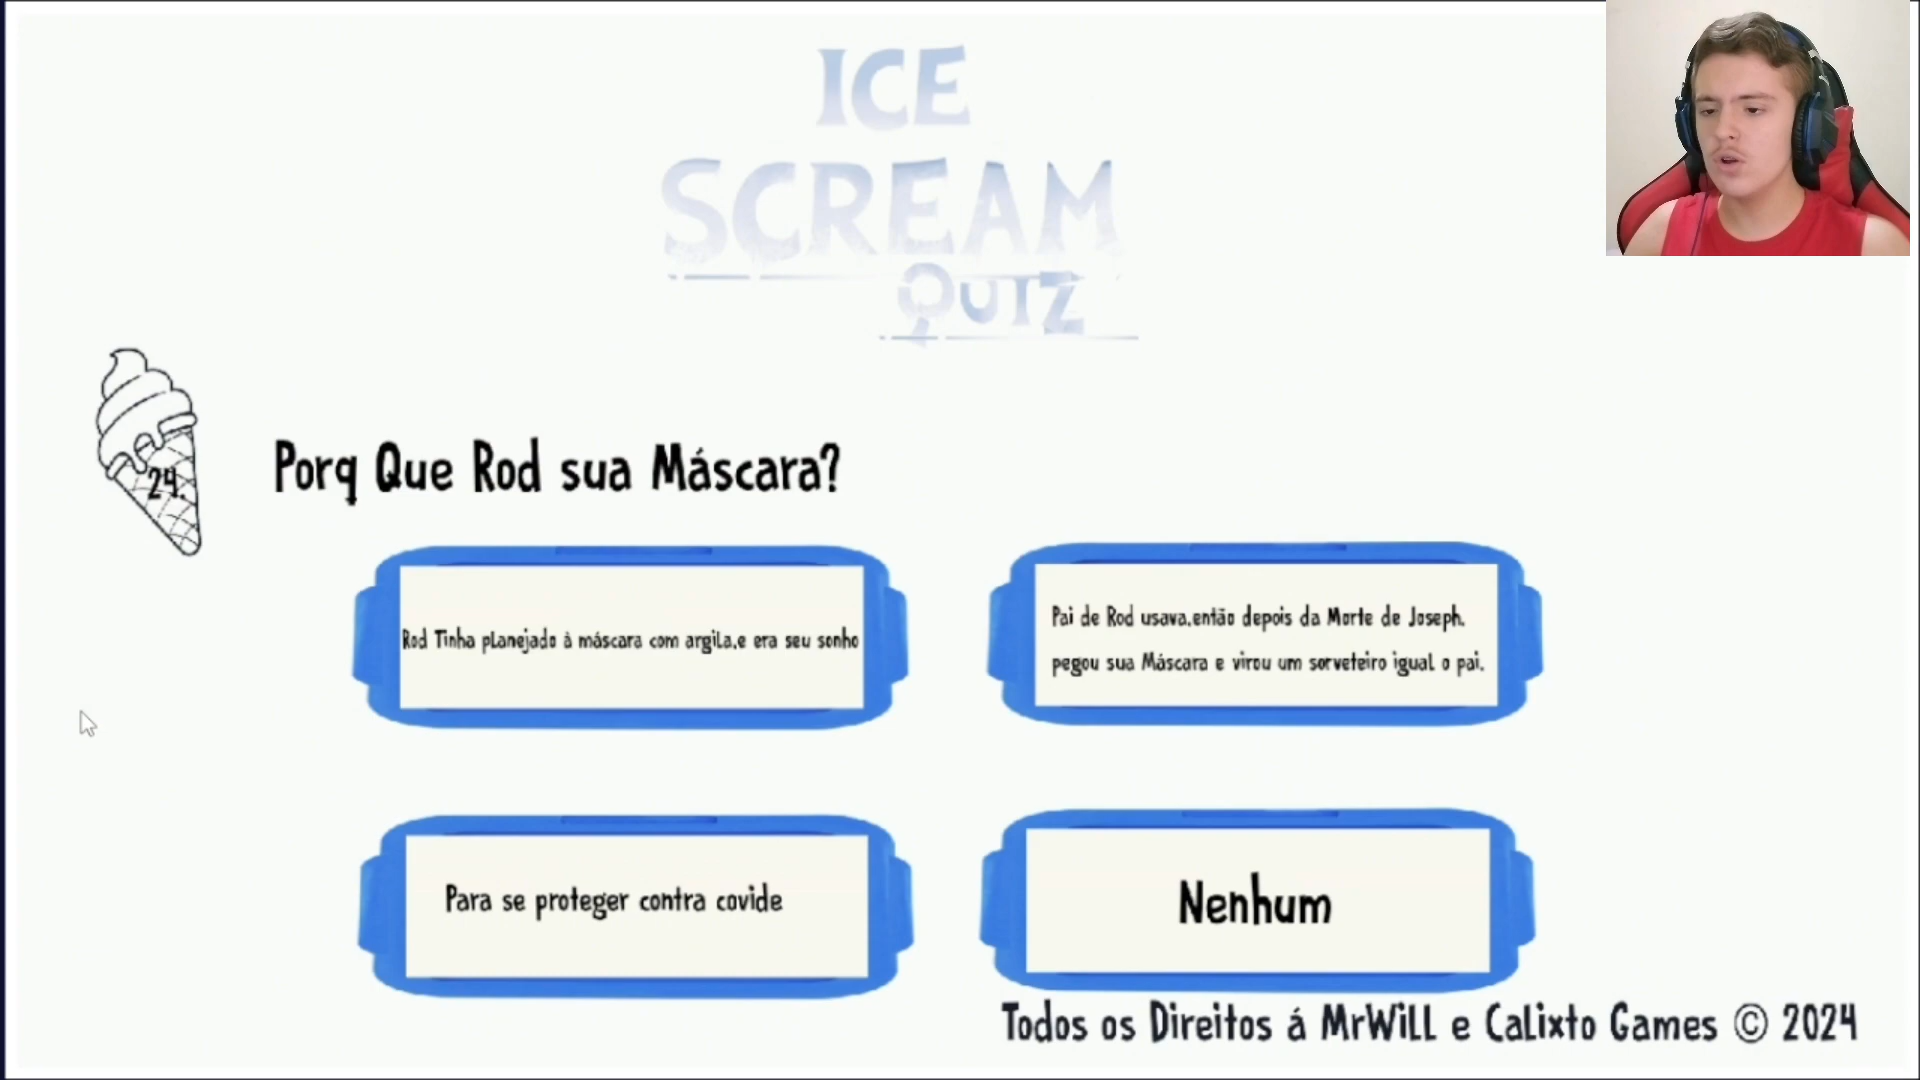 ICE
SCREAM
QUIZ
24.
Porq Que Rod sua Máscara?
Rod Tinha planejado à máscara com argila,e era seu sonho
Pai de Rod usava,então depois da Morte de Joseph,
pegou sua Máscara e virou um sorveteiro igual o pai.
Para se proteger contra covide
Nenhum
Todos os Direitos á MrWill e Calixto Games © 2024